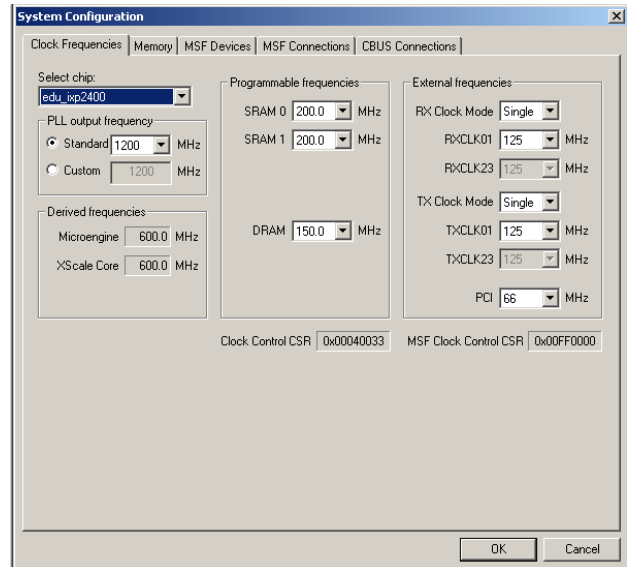 System Configuration
Clock Frequencies Memory MSF Devices MSF Connections CBUS Connections
Select chip:
edu_ixp2400
PLL output frequency
Standard 1200 MHz
Custom 1200 MHz
Derived frequencies
Microengine 600.0 MHz
XScale Core 600.0 MHz
Programmable frequencies
SRAM 0 200.0 MHz
SRAM 1 200.0 MHz
DRAM 150.0 MHz
External frequencies
RX Clock Mode Single
RXCLK01 125 MHz
RXCLK23 125 MHz
TX Clock Mode Single
TXCLK01 125 MHz
TXCLK23 125 MHz
PCI 66 MHz
Clock Control CSR 0x00040033 MSF Clock Control CSR 0x00FF0000
OK Cancel